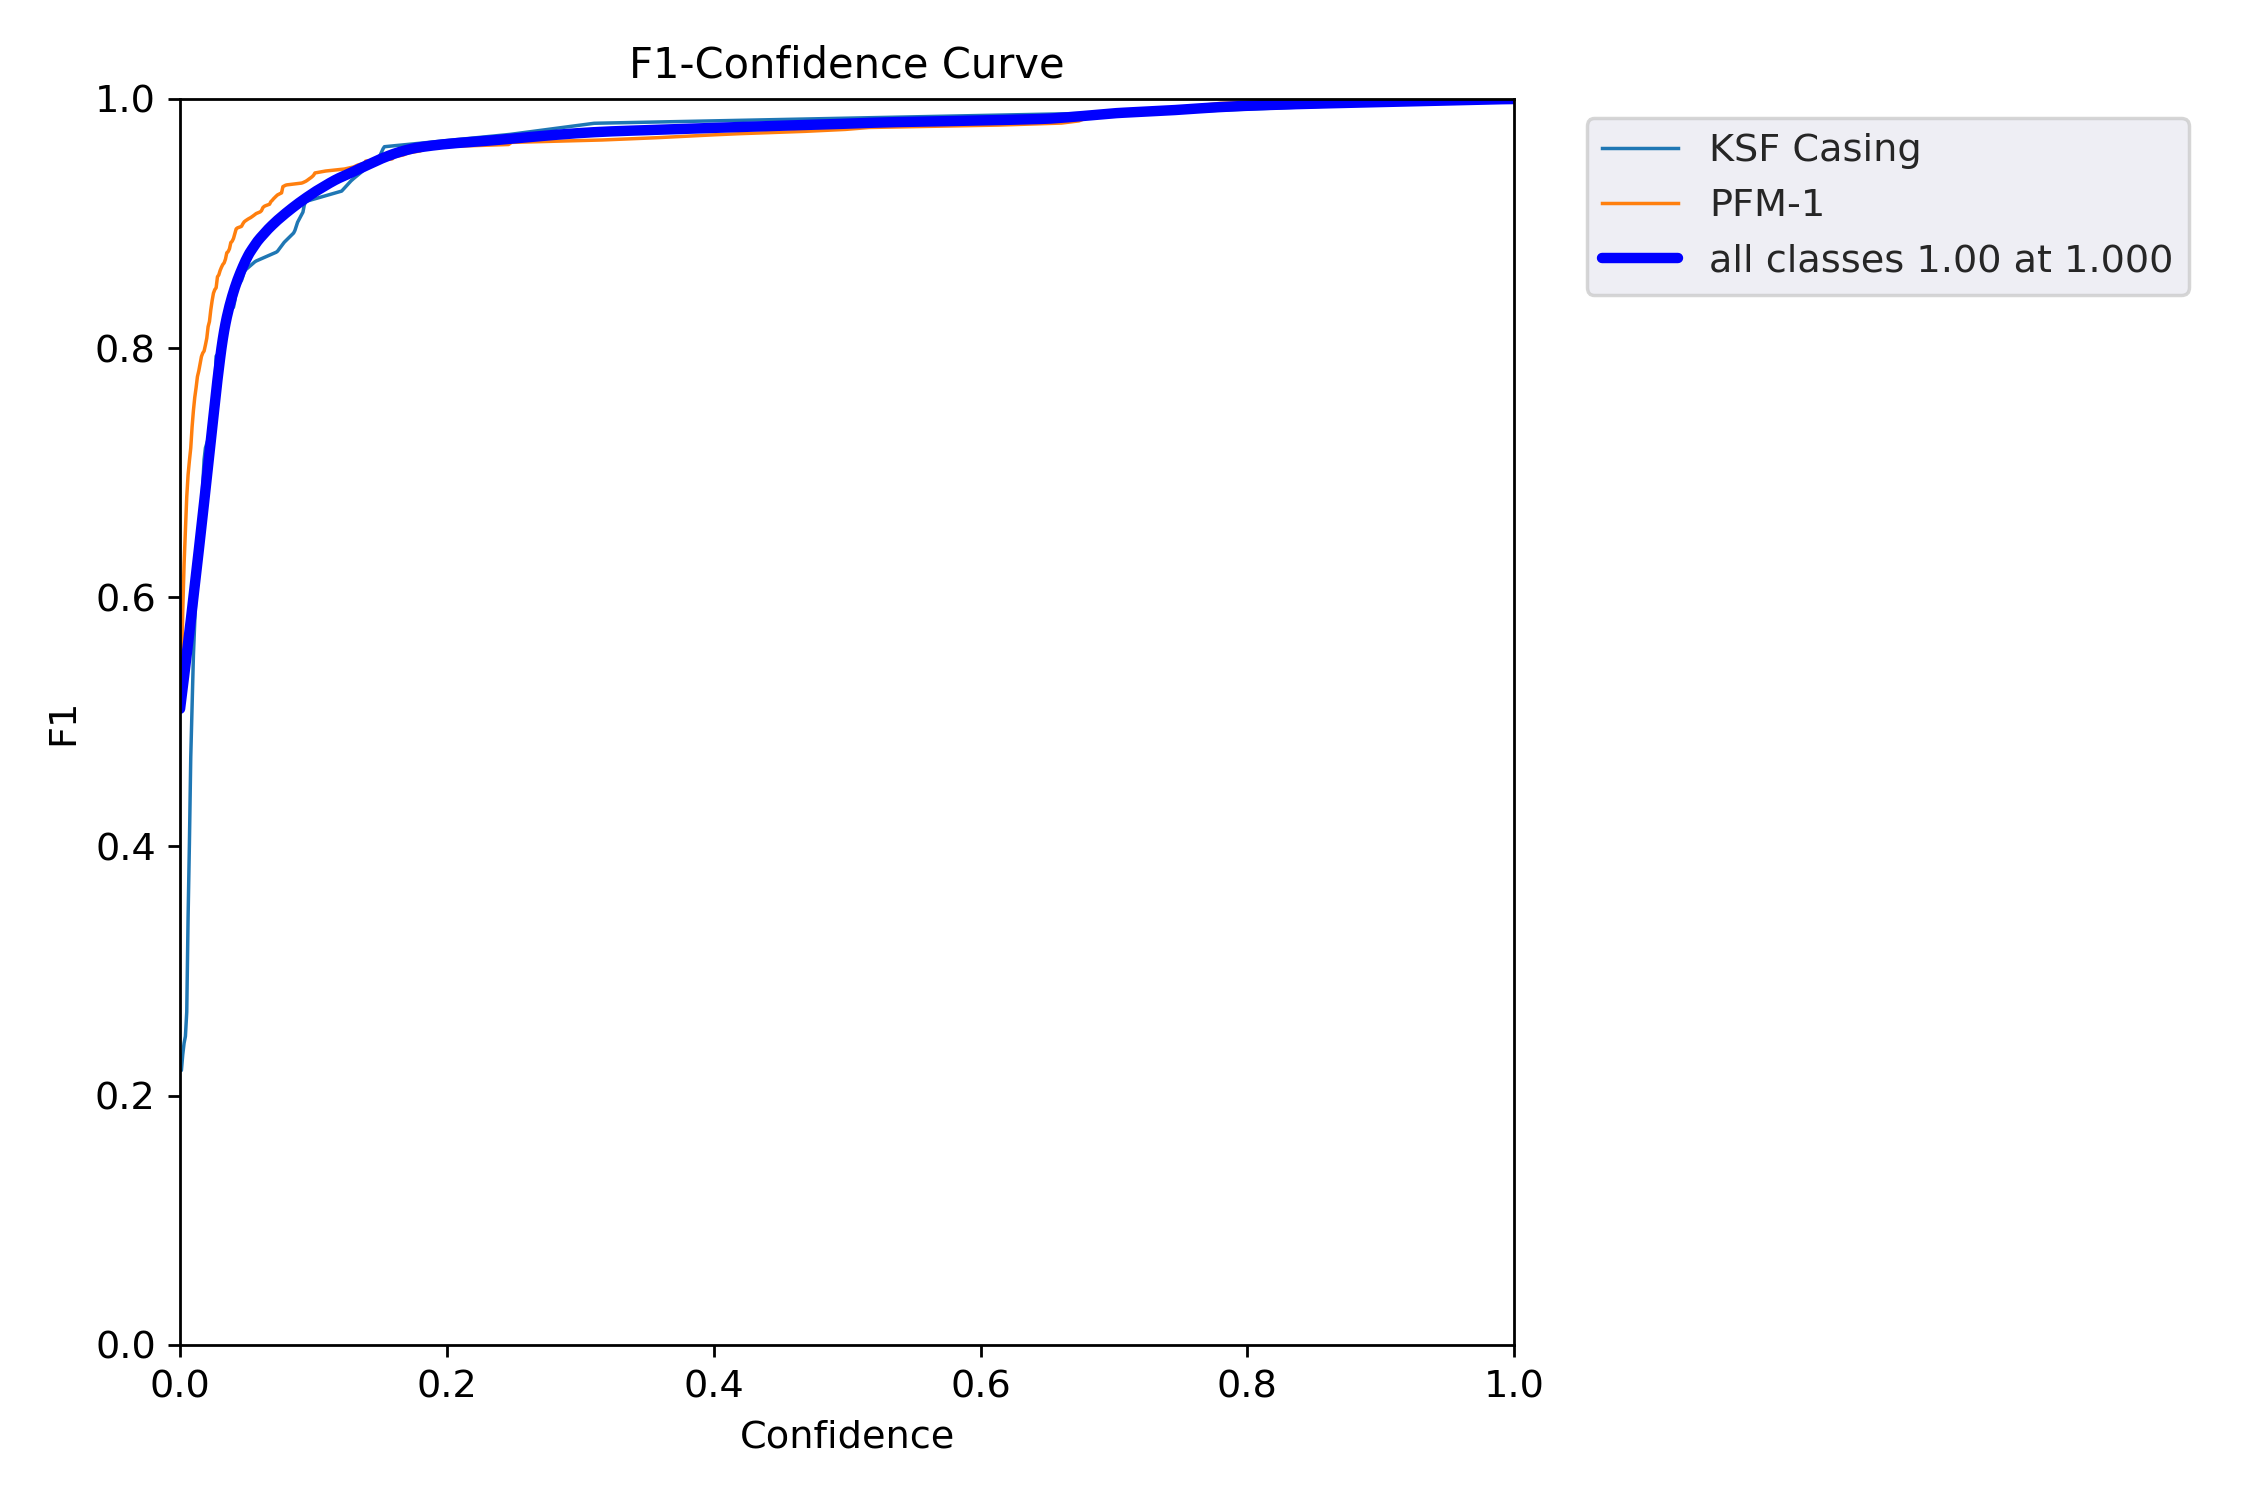 F1-Confidence Curve
1.0
0.8
0.6
0.4
0.2
0.0
F1
0.0 0.2 0.4 0.6 0.8 1.0
Confidence
KSF Casing
PFM-1
all classes 1.00 at 1.000